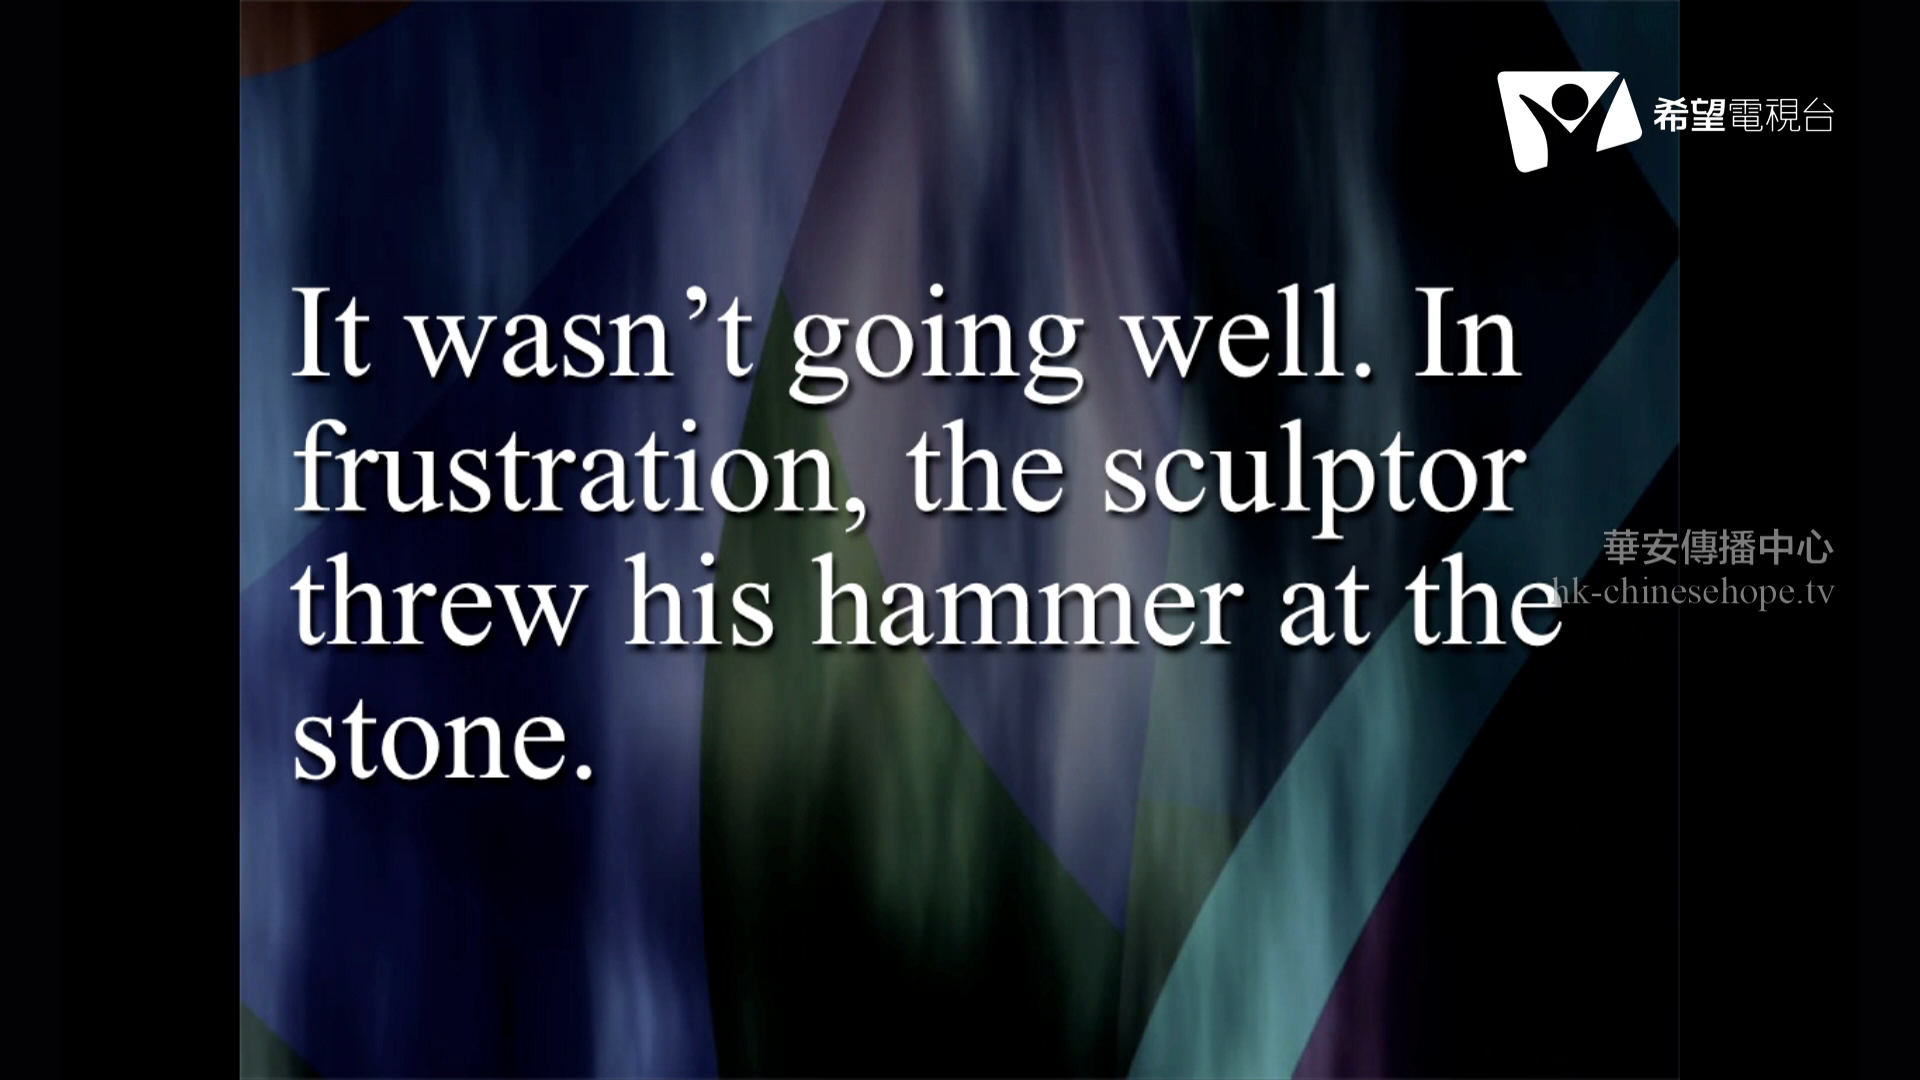 希望電視台
It wasn’t going well. In
frustration, the sculptor
threw his hammer at the
stone.
華安傳播中心
hk-chinesehope.tv